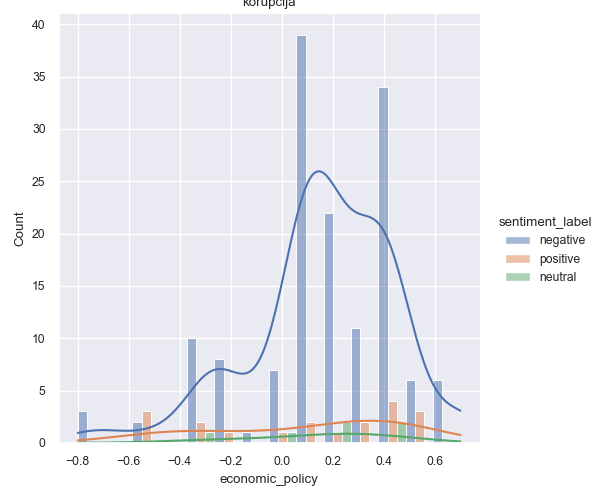 korupcija
40
35
30
25
20
15
10
5
0
Count
−0.8 −0.6 −0.4 −0.2 0.0 0.2 0.4 0.6
economic_policy
sentiment_label
negative
positive
neutral